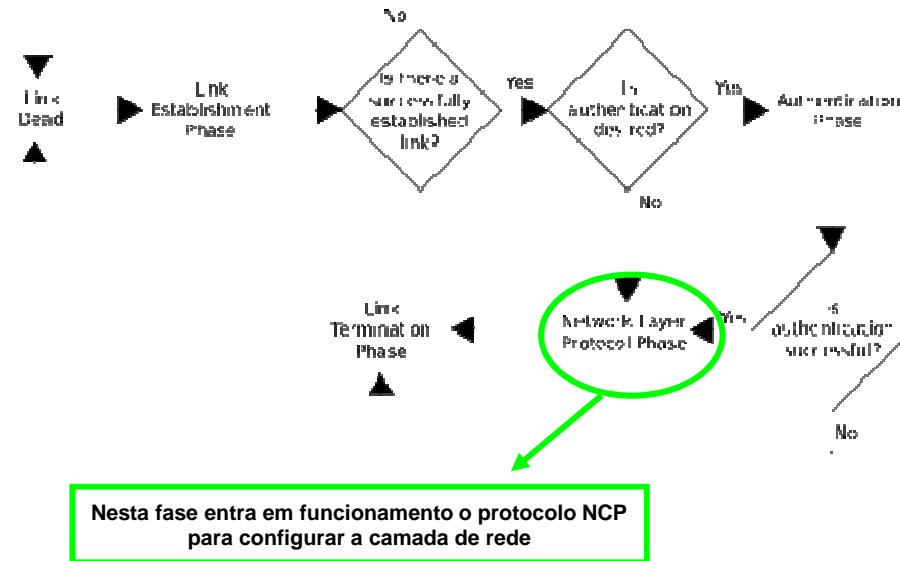 No
Link
Dead
Link
Establishment
Phase
Is there a
successfully
established
link?
Yes
Is
authentication
desired?
Yes
Authentication
Phase
No
Link
Termination
Phase
Network Layer
Protocol Phase
Yes
Is
authentication
successful?
No
Nesta fase entra em funcionamento o protocolo NCP
para configurar a camada de rede